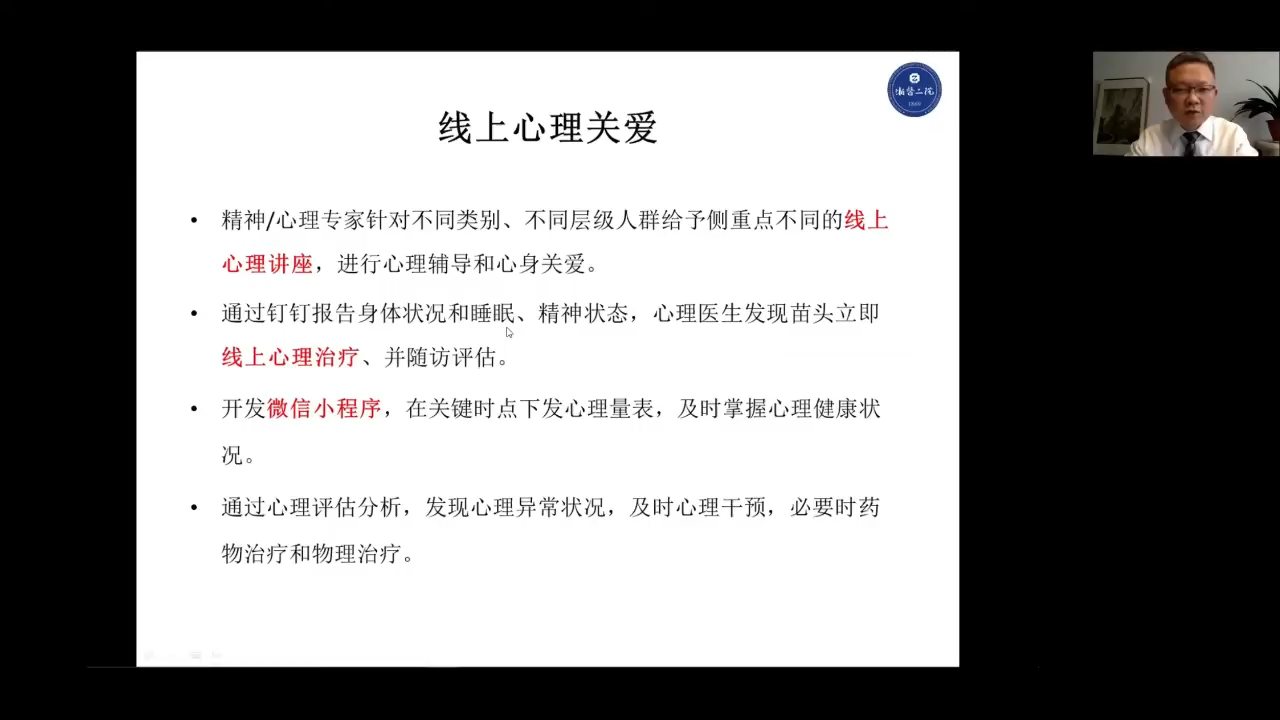 线上心理关爱
湘雅二院
• 精神/心理专家针对不同类别、不同层级人群给予侧重点不同的线上
心理讲座，进行心理辅导和心身关爱。
• 通过钉钉报告身体状况和睡眠、精神状态，心理医生发现苗头立即
线上心理治疗、并随访评估。
• 开发微信小程序，在关键时点下发心理量表，及时掌握心理健康状
况。
• 通过心理评估分析，发现心理异常状况，及时心理干预，必要时药
物治疗和物理治疗。